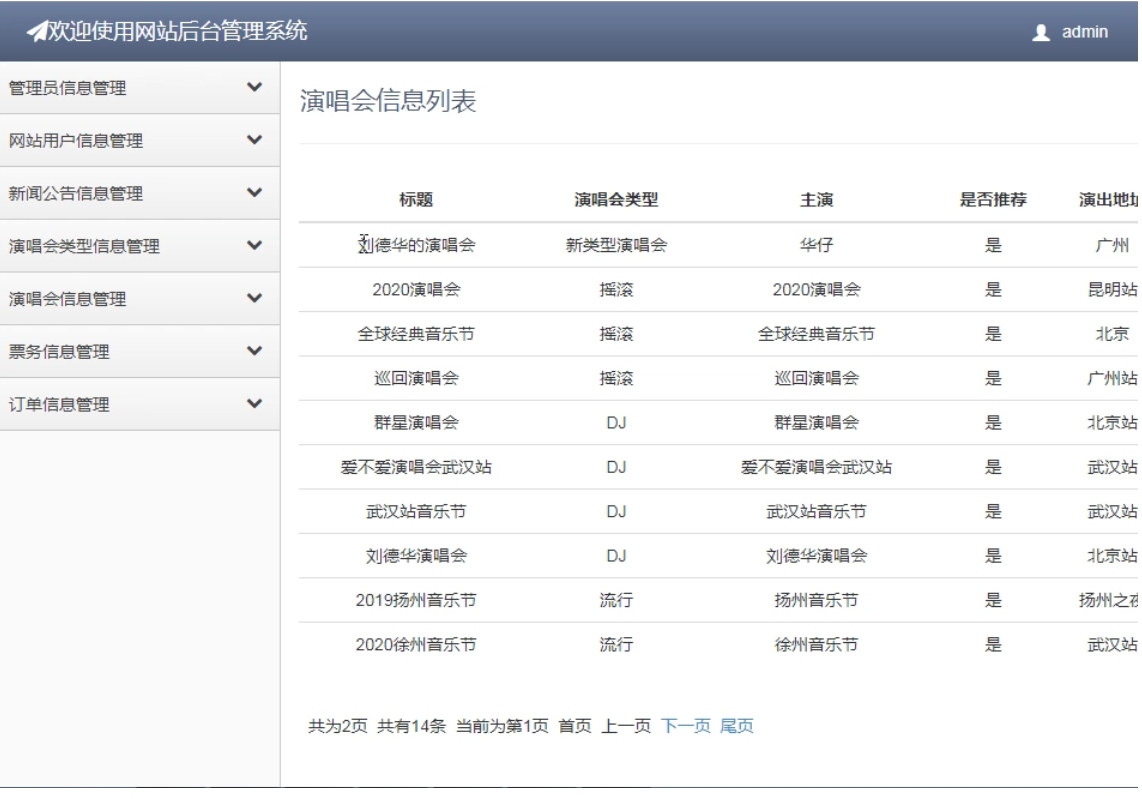 欢迎使用网站后台管理系统 admin
管理员信息管理
网站用户信息管理
新闻公告信息管理
演唱会类型信息管理
演唱会信息管理
票务信息管理
订单信息管理
演唱会信息列表
标题 演唱会类型 主演 是否推荐 演出地址
刘德华的演唱会 新类型演唱会 华仔 是 广州
2020演唱会 摇滚 2020演唱会 是 昆明站
全球经典音乐节 摇滚 全球经典音乐节 是 北京
巡回演唱会 摇滚 巡回演唱会 是 广州站
群星演唱会 DJ 群星演唱会 是 北京站
爱不爱演唱会武汉站 DJ 爱不爱演唱会武汉站 是 武汉站
武汉站音乐节 DJ 武汉站音乐节 是 武汉站
刘德华演唱会 DJ 刘德华演唱会 是 北京站
2019扬州音乐节 流行 扬州音乐节 是 扬州之夜
2020徐州音乐节 流行 徐州音乐节 是 武汉站
共为2页 共有14条 当前为第1页 首页 上一页 下一页 尾页